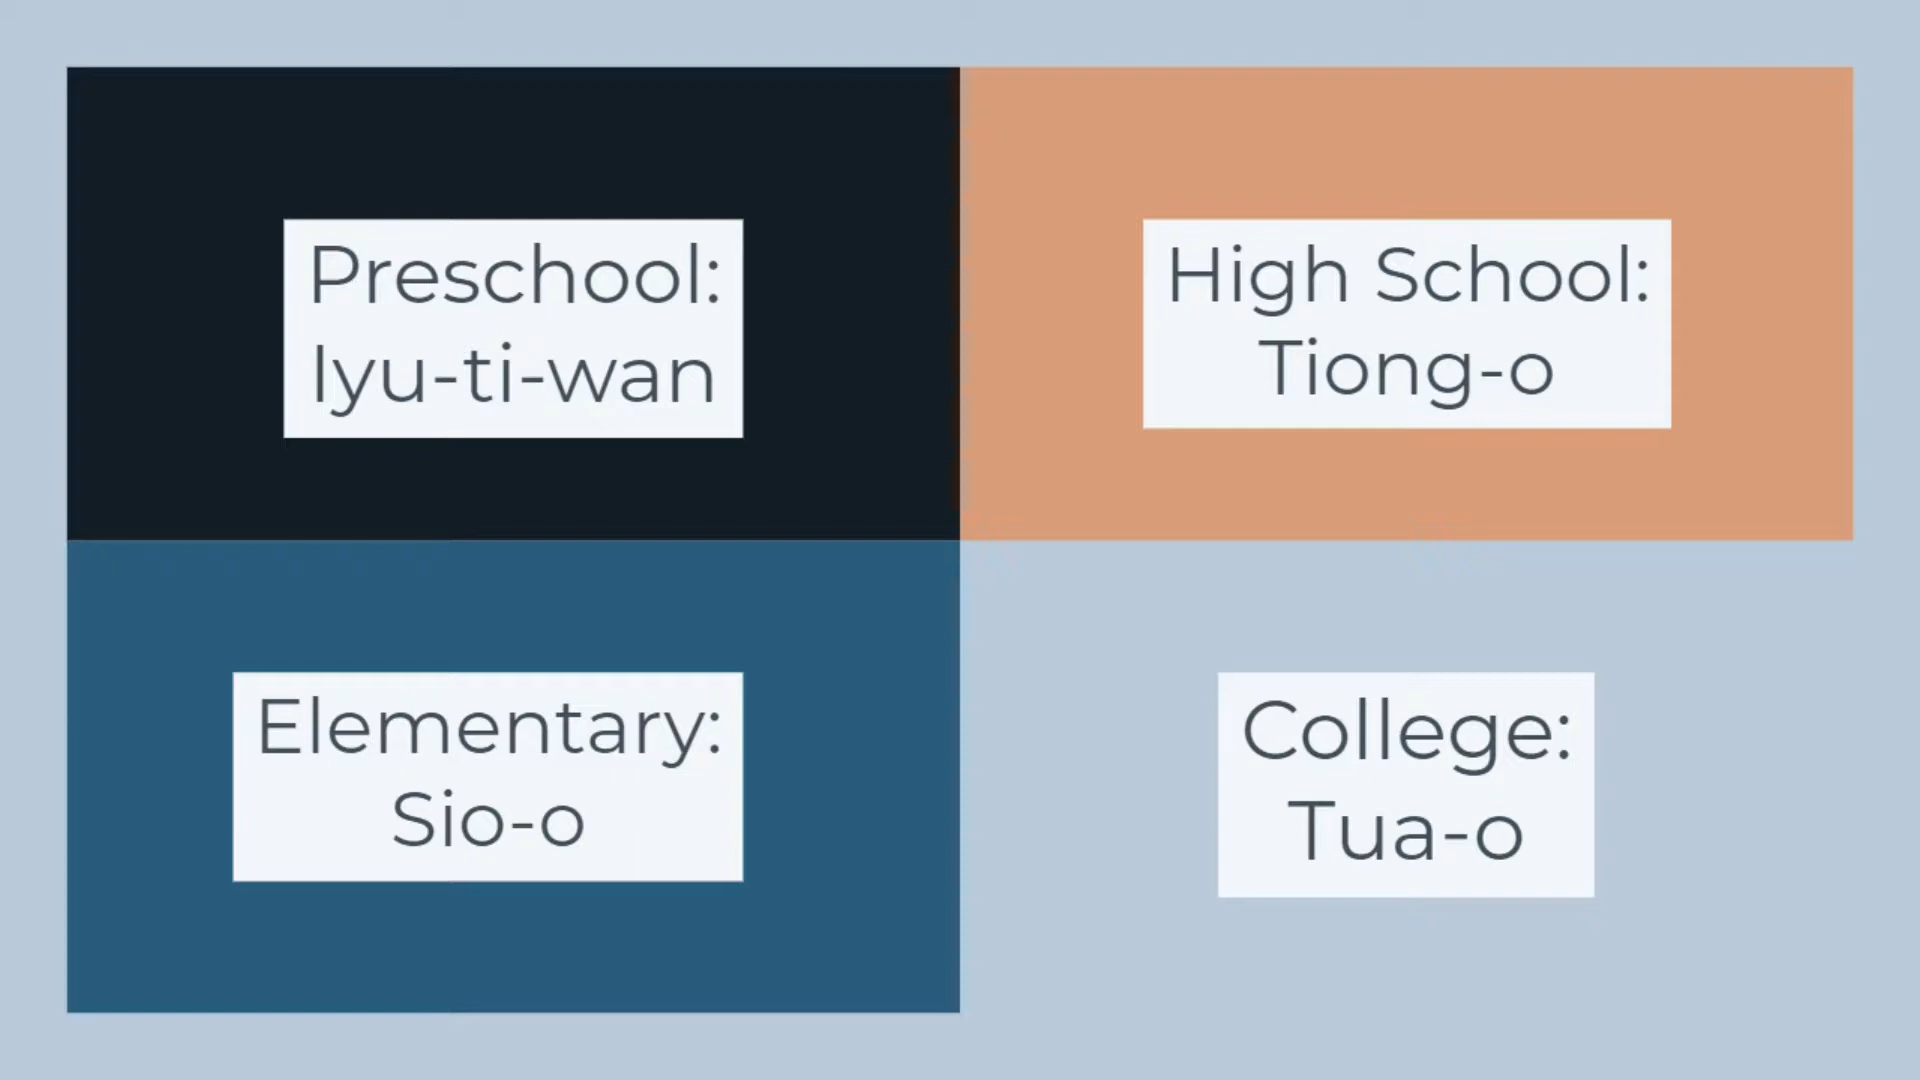 Preschool:
Iyu-ti-wan
High School:
Tiong-o
Elementary:
Sio-o
College:
Tua-o